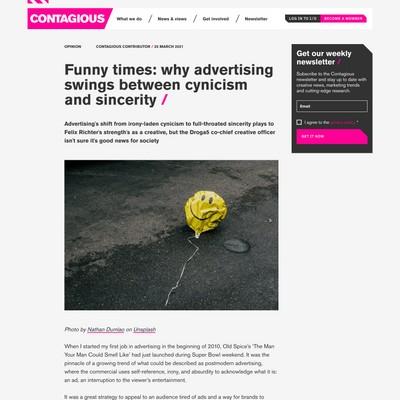 CONTAGIOUS
What we do / News & views / Get involved / Newsletter
LOG IN TO I/O
BECOME A MEMBER
OPINION CONTAGIOUS CONTRIBUTOR / 25 MARCH 2021
Funny times: why advertising
swings between cynicism
and sincerity /
Advertising's shift from irony-laden cynicism to full-throated sincerity plays to
Felix Richter's strength's as a creative, but the Droga5 co-chief creative officer
isn't sure it's good news for society
Get our weekly
newsletter /
Subscribe to the Contagious
newsletter and stay up to date with
creative news, marketing trends
and cutting-edge research.
Email
I agree to the privacy policy *
GET IT NOW
Photo by Nathan Dumlao on Unsplash
When I started my first job in advertising in the beginning of 2010, Old Spice's 'The Man
Your Man Could Smell Like' had just launched during Super Bowl weekend. It was the
pinnacle of a growing trend of what could be described as postmodern advertising,
where the commercial uses self-reference, irony, and absurdity to acknowledge what it is:
an ad, an interruption to the viewer's entertainment.
It was a great strategy to appeal to an audience tired of ads and a way for brands to